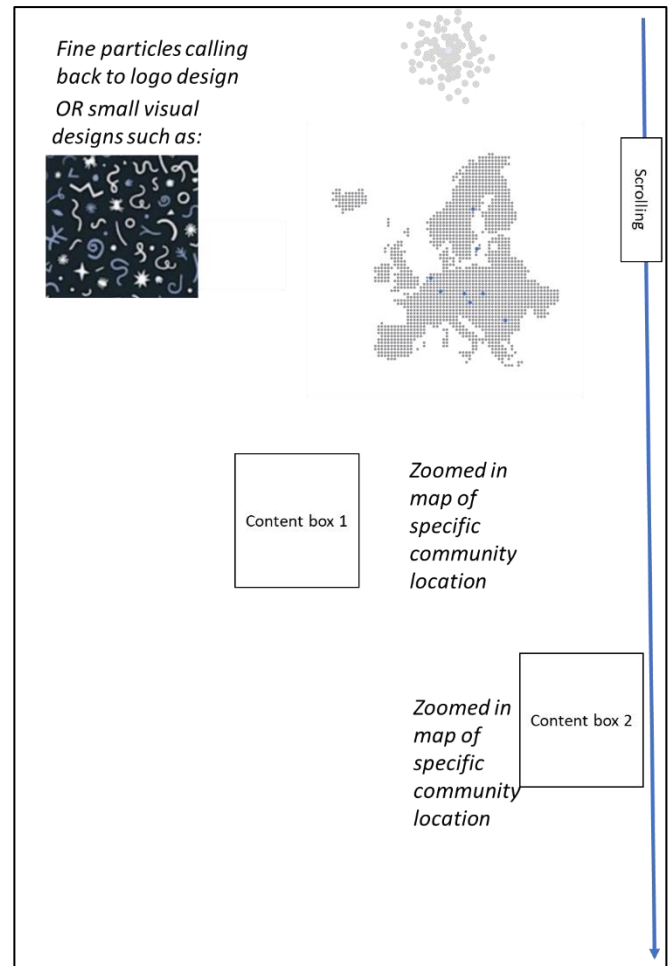 Fine particles calling
back to logo design
OR small visual
designs such as:
Scrolling
Content box 1
Zoomed in
map of
specific
community
location
Zoomed in
map of
specific
community
location
Content box 2